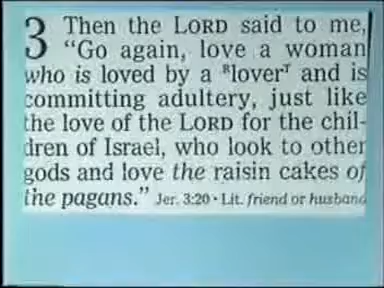 3 Then the LORD said to me,
"Go again, love a woman
who is loved by a ᴿloverᵀ and is
committing adultery, just like
the love of the LORD for the chil-
dren of Israel, who look to other
gods and love the raisin cakes of
the pagans." Jer. 3:20 · Lit. friend or husband